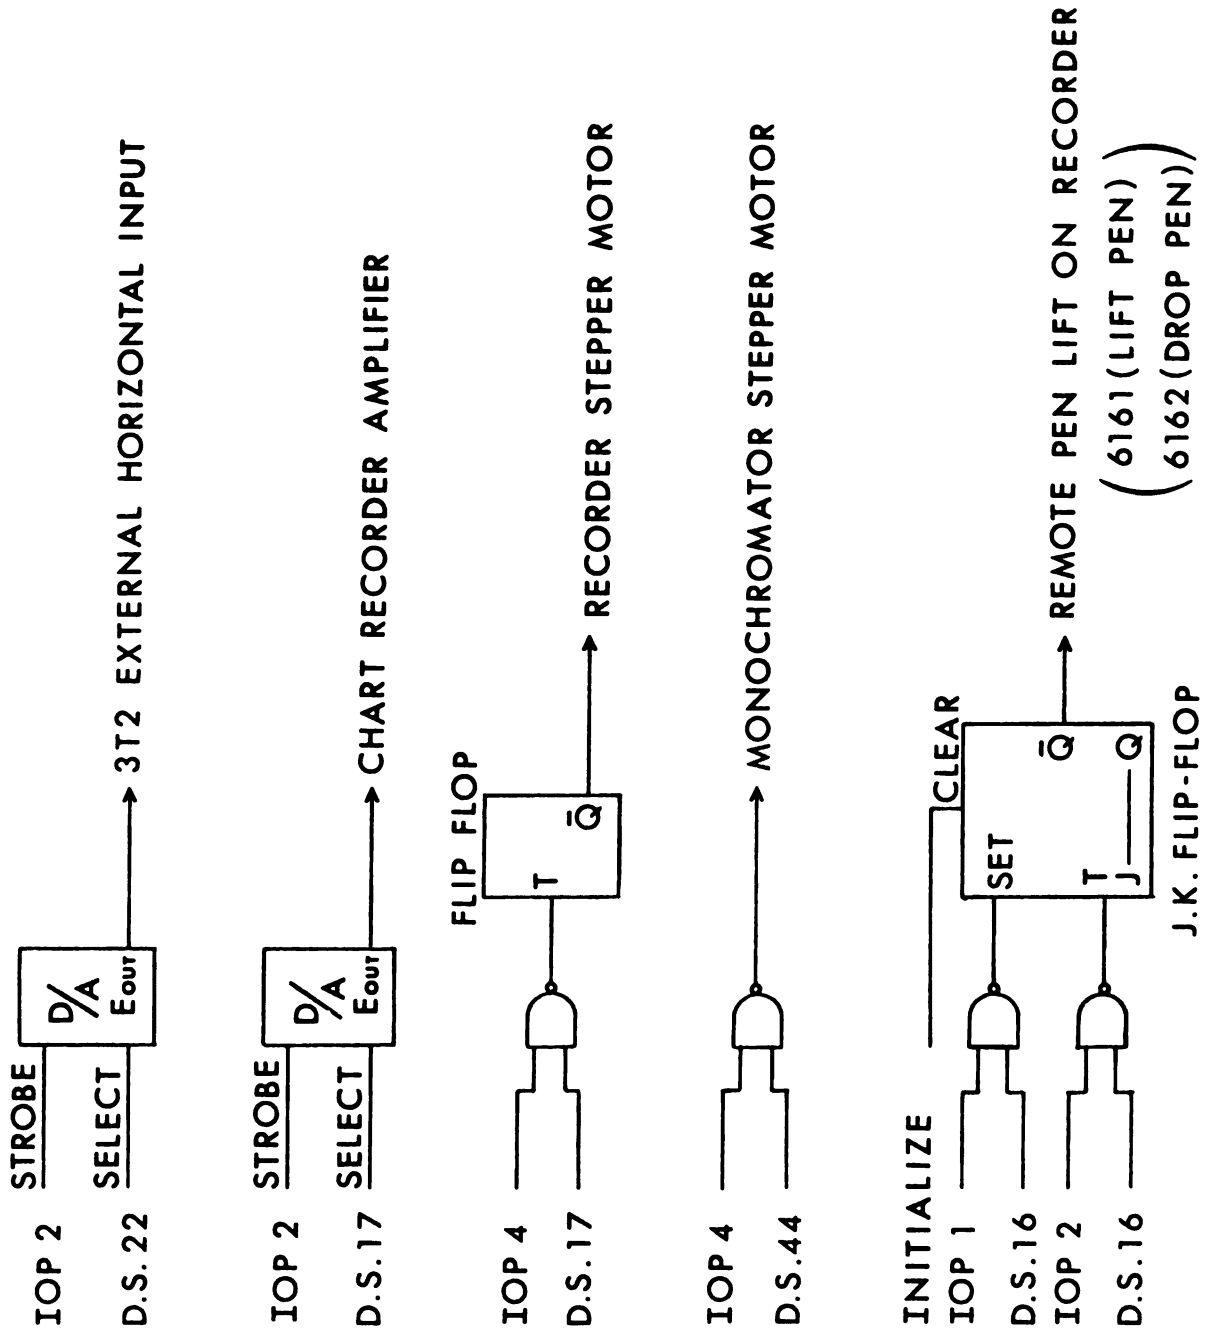 IOP 2
STROBE
D/A
D.S.22
SELECT
EOUT
3T2 EXTERNAL HORIZONTAL INPUT
IOP 2
STROBE
D/A
D.S.17
SELECT
EOUT
CHART RECORDER AMPLIFIER
FLIP FLOP
IOP 4
D.S.17
T
Q̄
RECORDER STEPPER MOTOR
IOP 4
D.S.44
MONOCHROMATOR STEPPER MOTOR
INITIALIZE
CLEAR
IOP 1
D.S.16
SET
IOP 2
D.S.16
T
J
Q̄
Q
J.K. FLIP-FLOP
REMOTE PEN LIFT ON RECORDER
(6161(LIFT PEN)
6162(DROP PEN))